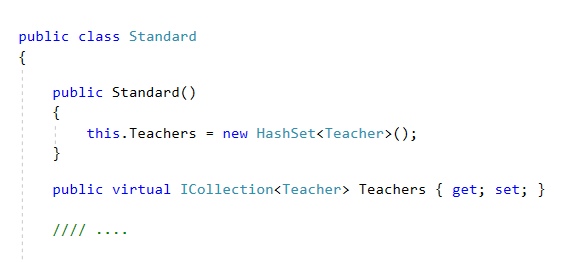 public class Standard
{
public Standard()
{
this.Teachers = new HashSet<Teacher>();
}
public virtual ICollection<Teacher> Teachers { get; set; }
//// ....